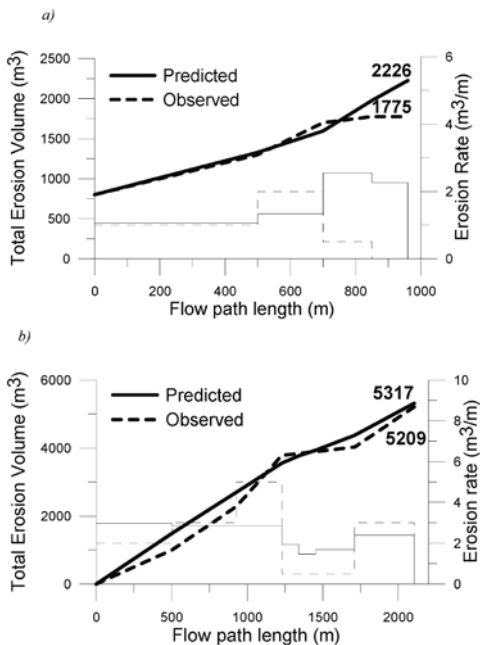 a)
Total Erosion Volume (m3)
2500
2000
1500
1000
500
0
Predicted
Observed
2226
1775
6
4
2
0
Erosion Rate (m3/m)
0 200 400 600 800 1000
Flow path length (m)
b)
Total Erosion Volume (m3)
6000
4000
2000
0
Predicted
Observed
5317
5209
10
8
6
4
2
0
Erosion rate (m3/m)
0 500 1000 1500 2000
Flow path length (m)